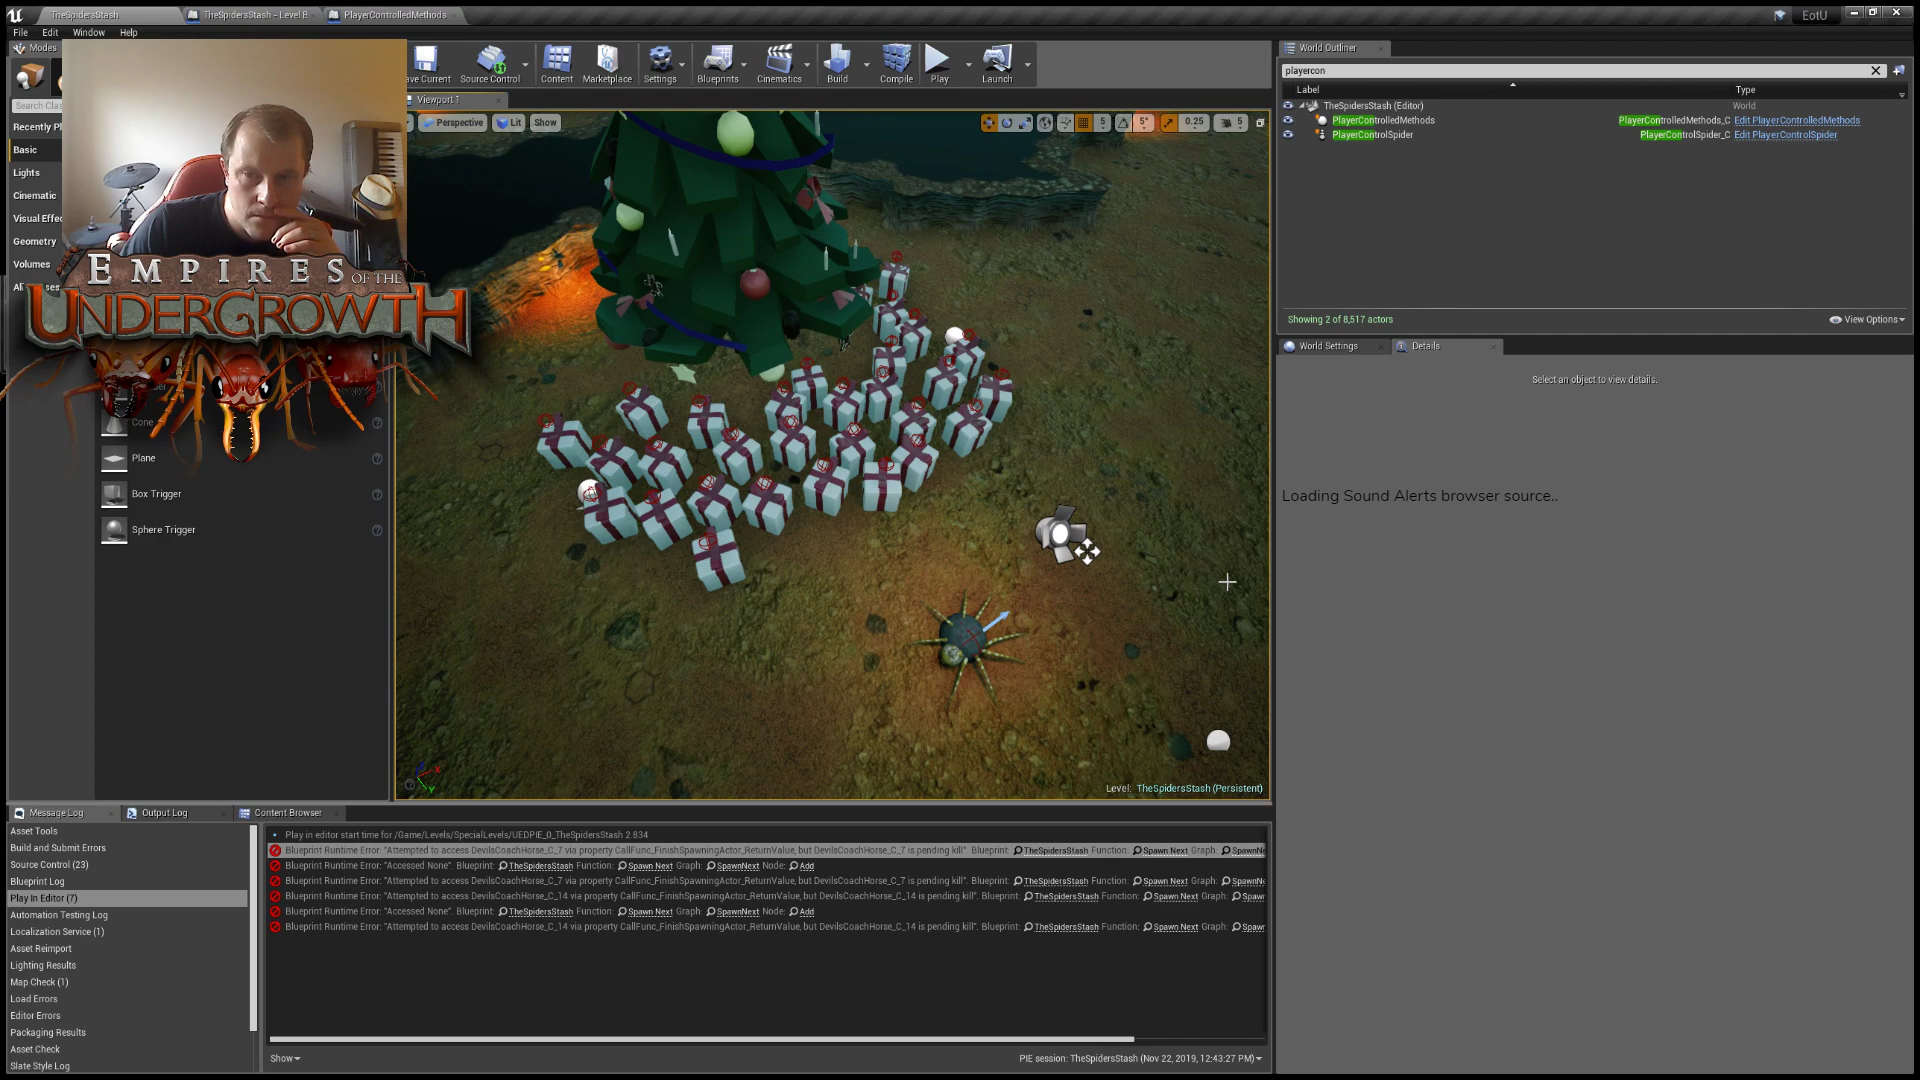 TheSpidersStash
TheSpidersStash - Level B
PlayerControlledMethods
EotU
File Edit Window Help
Modes
Search Clas
Recently Pl
Basic
Lights
Cinematic
Visual Effec
Geometry
Volumes
EMPIRES OF THE
UNDERGROWTH
Cone
Plane
Box Trigger
Sphere Trigger
ave Current
Source Control
Content
Marketplace
Settings
Blueprints
Cinematics
Build
Compile
Play
Launch
Viewport 1
Perspective
Lit
Show
5
5°
0.25
5
Level: TheSpidersStash (Persistent)
World Outliner
playercon
Label Type
TheSpidersStash (Editor) World
PlayerControlledMethods PlayerControlledMethods_C Edit PlayerControlledMethods
PlayerControlSpider PlayerControlSpider_C Edit PlayerControlSpider
Showing 2 of 8,517 actors
View Options
World Settings
Details
Select an object to view details.
Loading Sound Alerts browser source..
Message Log
Output Log
Content Browser
Asset Tools
Build and Submit Errors
Source Control (23)
Blueprint Log
Play In Editor (7)
Automation Testing Log
Localization Service (1)
Asset Reimport
Lighting Results
Map Check (1)
Load Errors
Editor Errors
Packaging Results
Asset Check
Slate Style Log
Play in editor start time for /Game/Levels/SpecialLevels/UEDPIE_0_TheSpidersStash 2.834
Blueprint Runtime Error: "Attempted to access DevilsCoachHorse_C_7 via property CallFunc_FinishSpawningActor_ReturnValue, but DevilsCoachHorse_C_7 is pending kill". Blueprint: TheSpidersStash Function: Spawn Next Graph: SpawnNe
Blueprint Runtime Error: "Accessed None". Blueprint: TheSpidersStash Function: Spawn Next Graph: SpawnNext Node: Add
Blueprint Runtime Error: "Attempted to access DevilsCoachHorse_C_7 via property CallFunc_FinishSpawningActor_ReturnValue, but DevilsCoachHorse_C_7 is pending kill". Blueprint: TheSpidersStash Function: Spawn Next Graph: SpawnNe
Blueprint Runtime Error: "Attempted to access DevilsCoachHorse_C_14 via property CallFunc_FinishSpawningActor_ReturnValue, but DevilsCoachHorse_C_14 is pending kill". Blueprint: TheSpidersStash Function: Spawn Next Graph: Spawn
Blueprint Runtime Error: "Accessed None". Blueprint: TheSpidersStash Function: Spawn Next Graph: SpawnNext Node: Add
Blueprint Runtime Error: "Attempted to access DevilsCoachHorse_C_14 via property CallFunc_FinishSpawningActor_ReturnValue, but DevilsCoachHorse_C_14 is pending kill". Blueprint: TheSpidersStash Function: Spawn Next Graph: Spawn
Show
PIE session: TheSpidersStash (Nov 22, 2019, 12:43:27 PM)